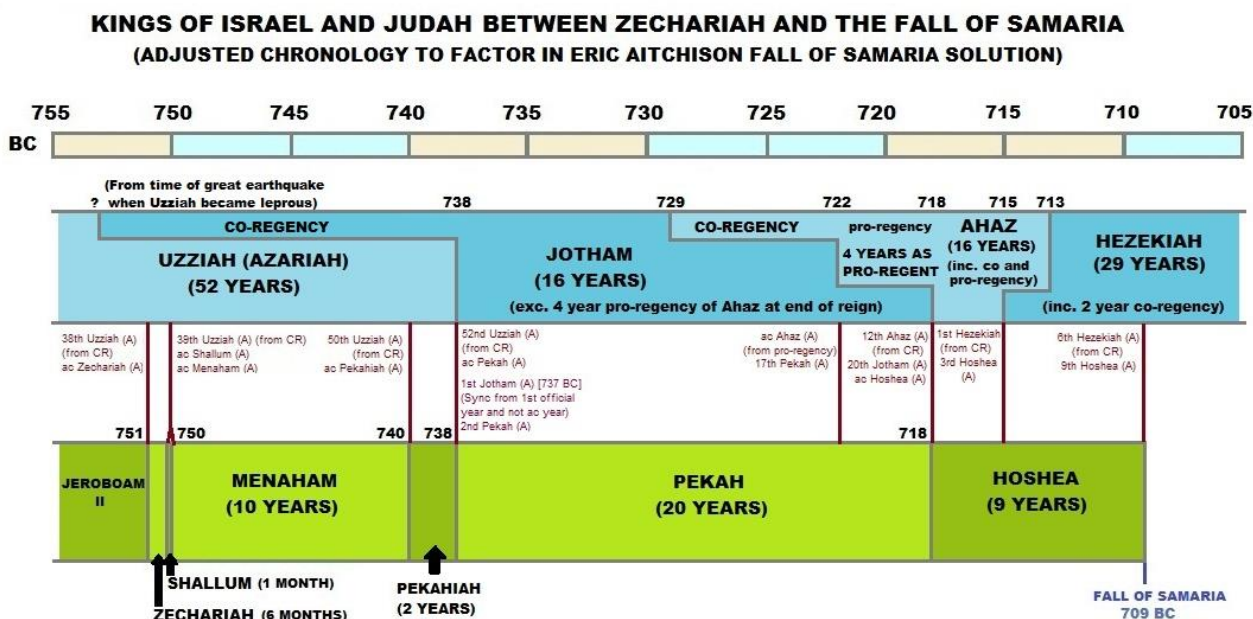 KINGS OF ISRAEL AND JUDAH BETWEEN ZECHARIAH AND THE FALL OF SAMARIA
(ADJUSTED CHRONOLOGY TO FACTOR IN ERIC AITCHISON FALL OF SAMARIA SOLUTION)
755 750 745 740 735 730 725 720 715 710 705
BC
(From time of great earthquake
? when Uzziah became leprous)
738
729
722
718
715
713
CO-REGENCY
UZZIAH (AZARIAH)
(52 YEARS)
JOTHAM
(16 YEARS)
(exc. 4 year pro-regency of Ahaz at end of reign)
CO-REGENCY
pro-regency
4 YEARS AS
PRO-REGENT
AHAZ
(16 YEARS)
(inc. co and
pro-regency)
HEZEKIAH
(29 YEARS)
(inc. 2 year co-regency)
38th Uzziah (A)
(from CR)
ac Zechariah (A)
39th Uzziah (A) (from CR)
ac Shallum (A)
ac Menaham (A)
50th Uzziah (A)
(from CR)
ac Pekahiah (A)
52nd Uzziah (A)
(from CR)
ac Pekah (A)
1st Jotham (A) [737 BC]
(Sync from 1st official
year and not ac year)
2nd Pekah (A)
ac Ahaz (A)
(from pro-regency)
17th Pekah (A)
12th Ahaz (A)
(from CR)
20th Jotham (A)
ac Hoshea (A)
1st Hezekiah
(from CR)
3rd Hoshea
(A)
6th Hezekiah (A)
(from CR)
9th Hoshea (A)
751
750
740
738
718
JEROBOAM
II
MENAHAM
(10 YEARS)
PEKAH
(20 YEARS)
HOSHEA
(9 YEARS)
SHALLUM (1 MONTH)
ZECHARIAH (6 MONTHS)
PEKAHIAH
(2 YEARS)
FALL OF SAMARIA
709 BC